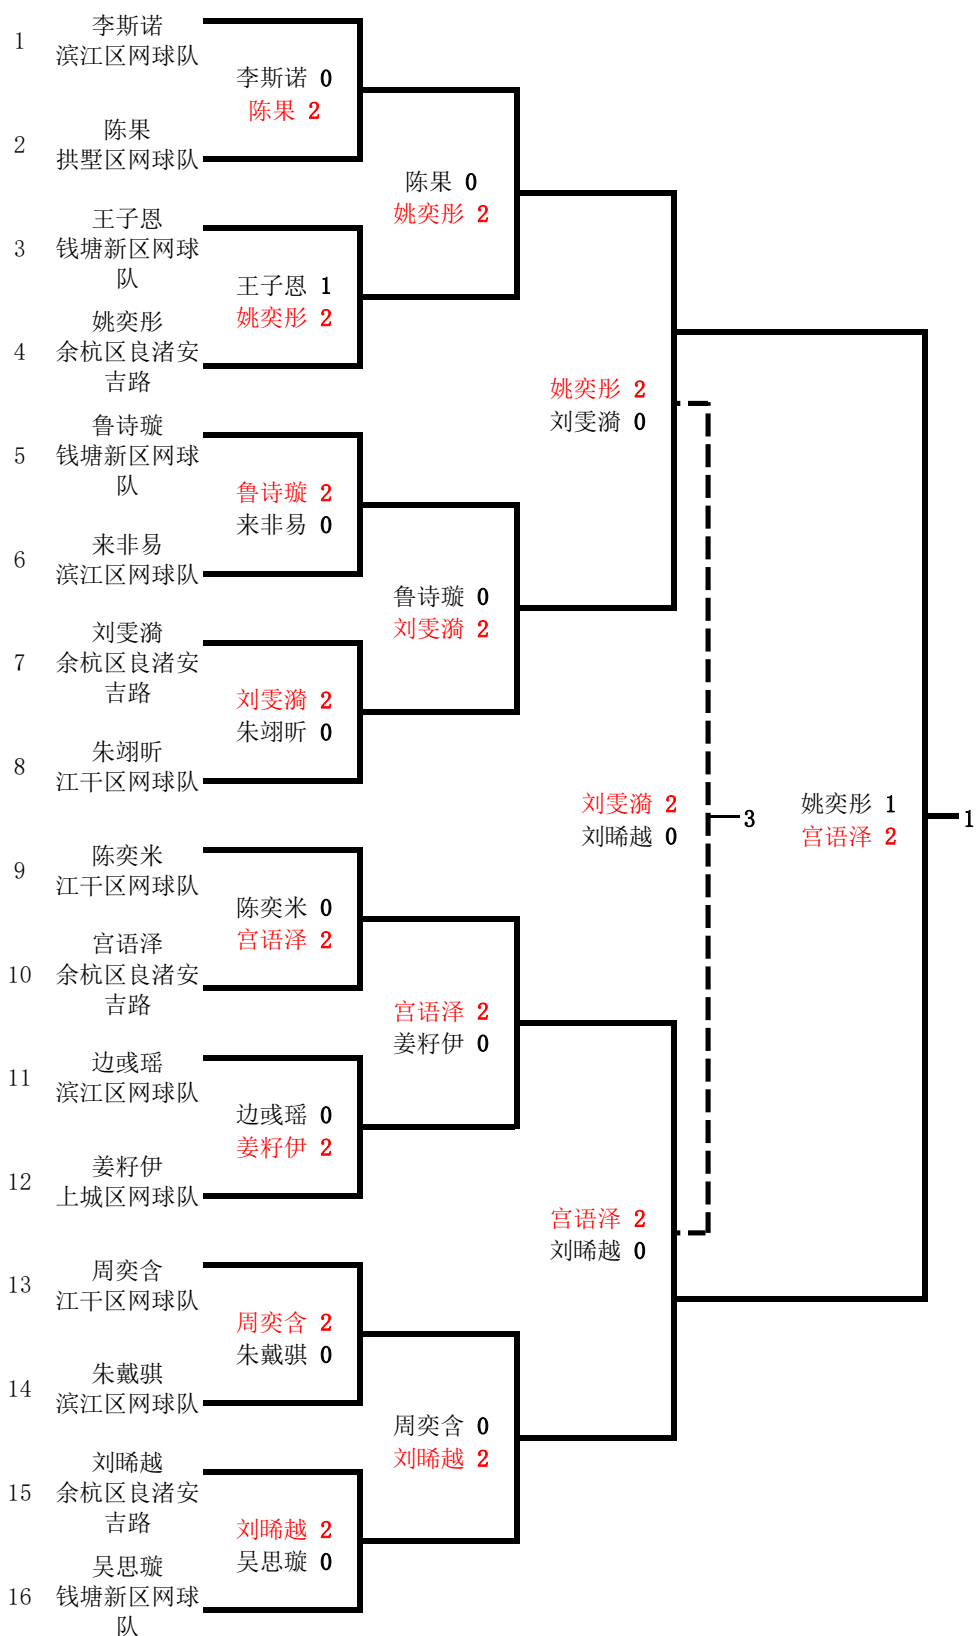 1
李斯诺
滨江区网球队
李斯诺 0
陈果 2
2
陈果
拱墅区网球队
陈果 0
姚奕彤 2
3
王子恩
钱塘新区网球
队
王子恩 1
姚奕彤 2
4
姚奕彤
余杭区良渚安
吉路
姚奕彤 2
刘雯漪 0
5
鲁诗璇
钱塘新区网球
队
鲁诗璇 2
来非易 0
6
来非易
滨江区网球队
鲁诗璇 0
刘雯漪 2
7
刘雯漪
余杭区良渚安
吉路
刘雯漪 2
朱翊昕 0
8
朱翊昕
江干区网球队
刘雯漪 2
刘晞越 0
3
姚奕彤 1
宫语泽 2
1
9
陈奕米
江干区网球队
陈奕米 0
宫语泽 2
10
宫语泽
余杭区良渚安
吉路
宫语泽 2
姜籽伊 0
11
边彧瑶
滨江区网球队
边彧瑶 0
姜籽伊 2
12
姜籽伊
上城区网球队
宫语泽 2
刘晞越 0
13
周奕含
江干区网球队
周奕含 2
朱戴骐 0
14
朱戴骐
滨江区网球队
周奕含 0
刘晞越 2
15
刘晞越
余杭区良渚安
吉路
刘晞越 2
吴思璇 0
16
吴思璇
钱塘新区网球
队